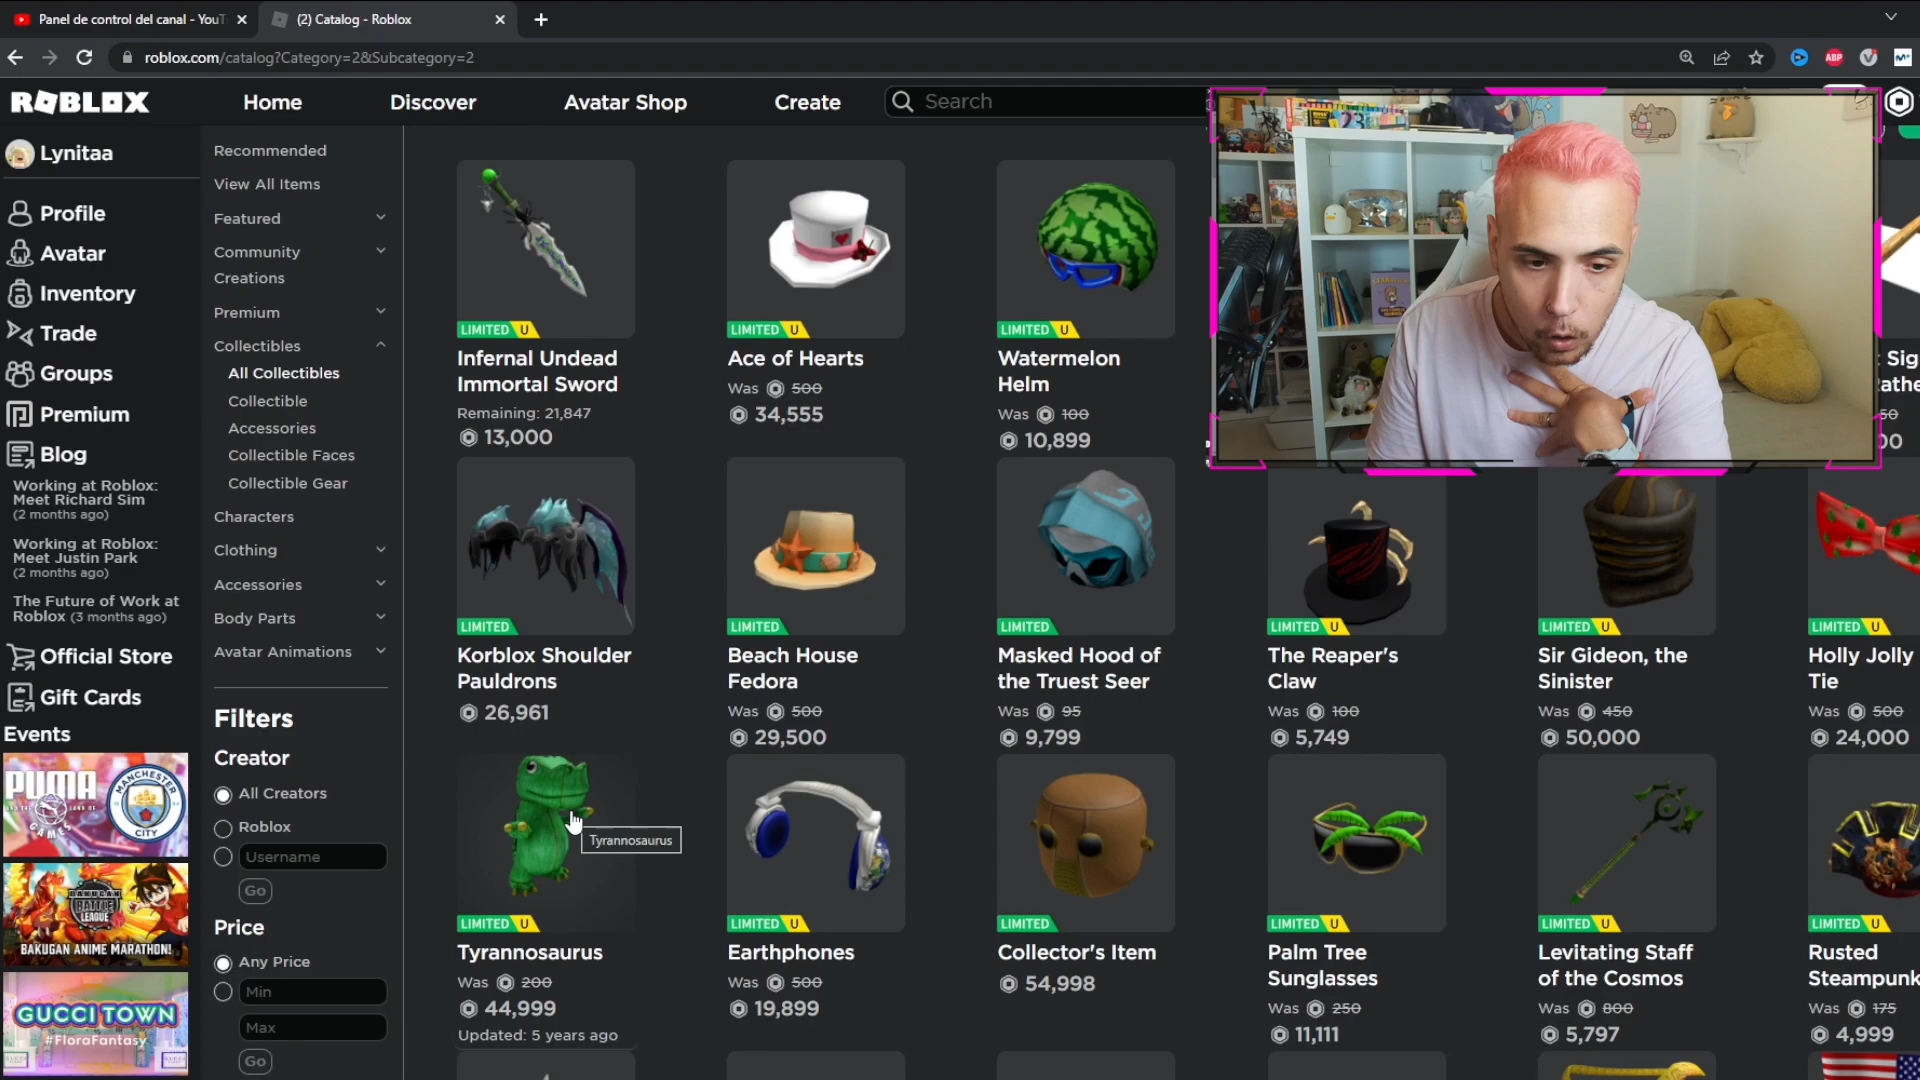 Panel de control del canal - YouT
(2) Catalog - Roblox
roblox.com/catalog?Category=2&Subcategory=2
ABP
ROBLOX
Home
Discover
Avatar Shop
Create
Search
Lynitaa
Profile
Avatar
Inventory
Trade
Groups
Premium
Blog
Working at Roblox:
Meet Richard Sim
(2 months ago)
Working at Roblox:
Meet Justin Park
(2 months ago)
The Future of Work at
Roblox (3 months ago)
Official Store
Gift Cards
Events
PUMA
GAMES
MANCHESTER
CITY
BAKUGAN
BATTLE
LEAGUE
BAKUGAN ANIME MARATHON!
GUCCI TOWN
#FloraFantasy
Recommended
View All Items
Featured
Community
Creations
Premium
Collectibles
All Collectibles
Collectible
Accessories
Collectible Faces
Collectible Gear
Characters
Clothing
Accessories
Body Parts
Avatar Animations
Filters
Creator
All Creators
Roblox
Username
Go
Price
Any Price
Min
Max
Go
LIMITED U
Infernal Undead
Immortal Sword
Remaining: 21,847
13,000
LIMITED U
Ace of Hearts
Was 500
34,555
LIMITED U
Watermelon
Helm
Was 100
10,899
23
Sig
50
00
LIMITED
Korblox Shoulder
Pauldrons
26,961
LIMITED
Beach House
Fedora
Was 500
29,500
LIMITED
Masked Hood of
the Truest Seer
Was 95
9,799
LIMITED U
The Reaper's
Claw
Was 100
5,749
LIMITED U
Sir Gideon, the
Sinister
Was 450
50,000
LIMITED U
Holly Jolly
Tie
Was 500
24,000
Tyrannosaurus
LIMITED U
Tyrannosaurus
Was 200
44,999
Updated: 5 years ago
LIMITED U
Earthphones
Was 500
19,899
LIMITED
Collector's Item
54,998
LIMITED U
Palm Tree
Sunglasses
Was 250
11,111
LIMITED U
Levitating Staff
of the Cosmos
Was 800
5,797
LIMITED U
Rusted
Steampunk
Was 175
4,999